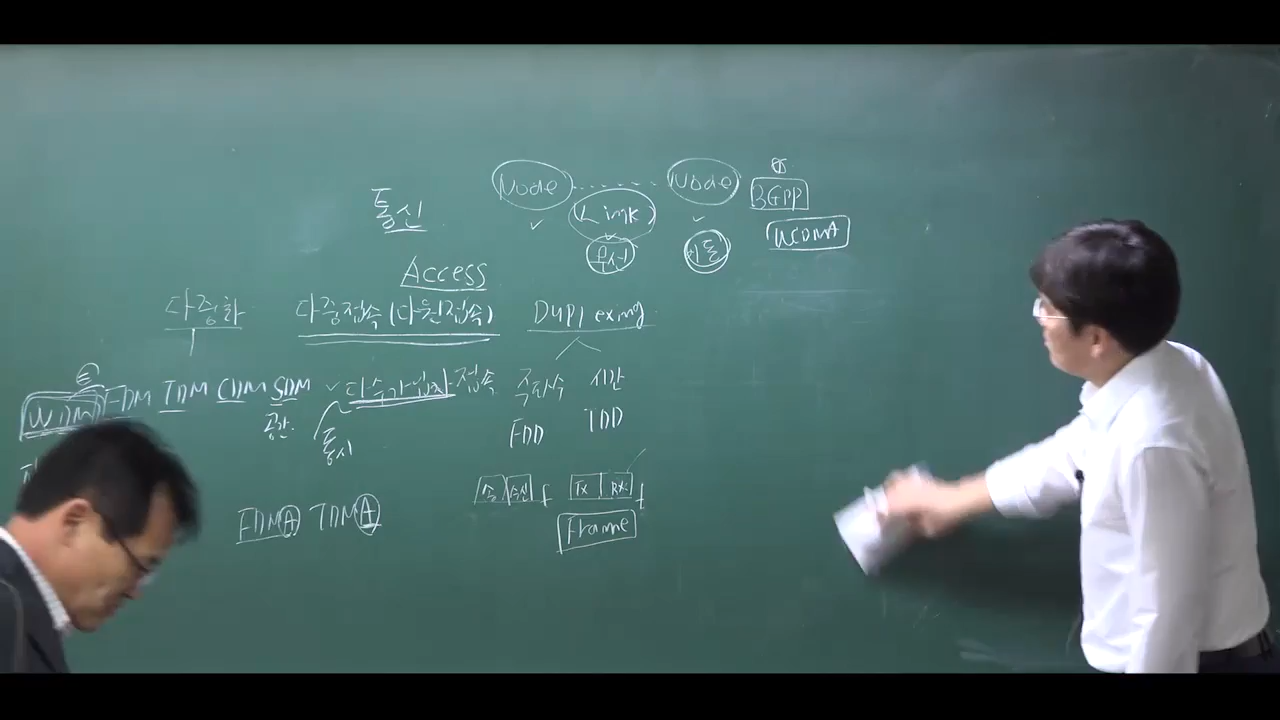 Node Node 3GPP
통신 Link WCDMA
무선 이동
Access
다중화 다중접속(다원접속) Duplexing
WDM FDM TDM CDM SDM 다수가입자 접속 주파수 시간
공간 동시 FDD TDD
송 수신 f Tx Rx f
FDMA TDMA Frame